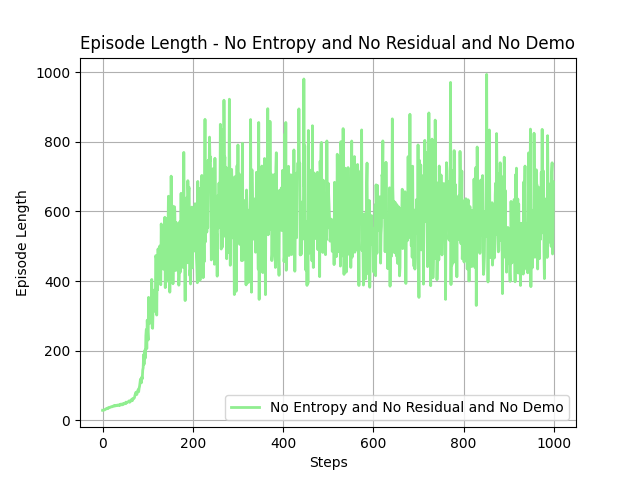 Episode Length - No Entropy and No Residual and No Demo
1000
800
600
400
200
0
Episode Length
No Entropy and No Residual and No Demo
0 200 400 600 800 1000
Steps